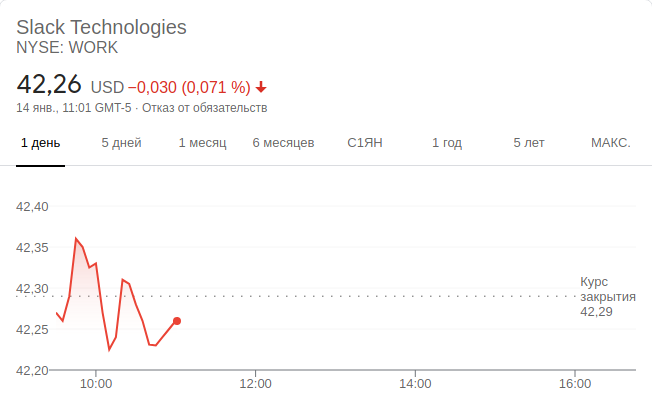 Slack Technologies
NYSE: WORK
42,26 USD −0,030 (0,071 %)
14 янв., 11:01 GMT-5 · Отказ от обязательств
1 день 5 дней 1 месяц 6 месяцев С1ЯН 1 год 5 лет МАКС.
42,40
42,35
42,30
42,25
42,20
Курс
закрытия
42,29
10:00 12:00 14:00 16:00